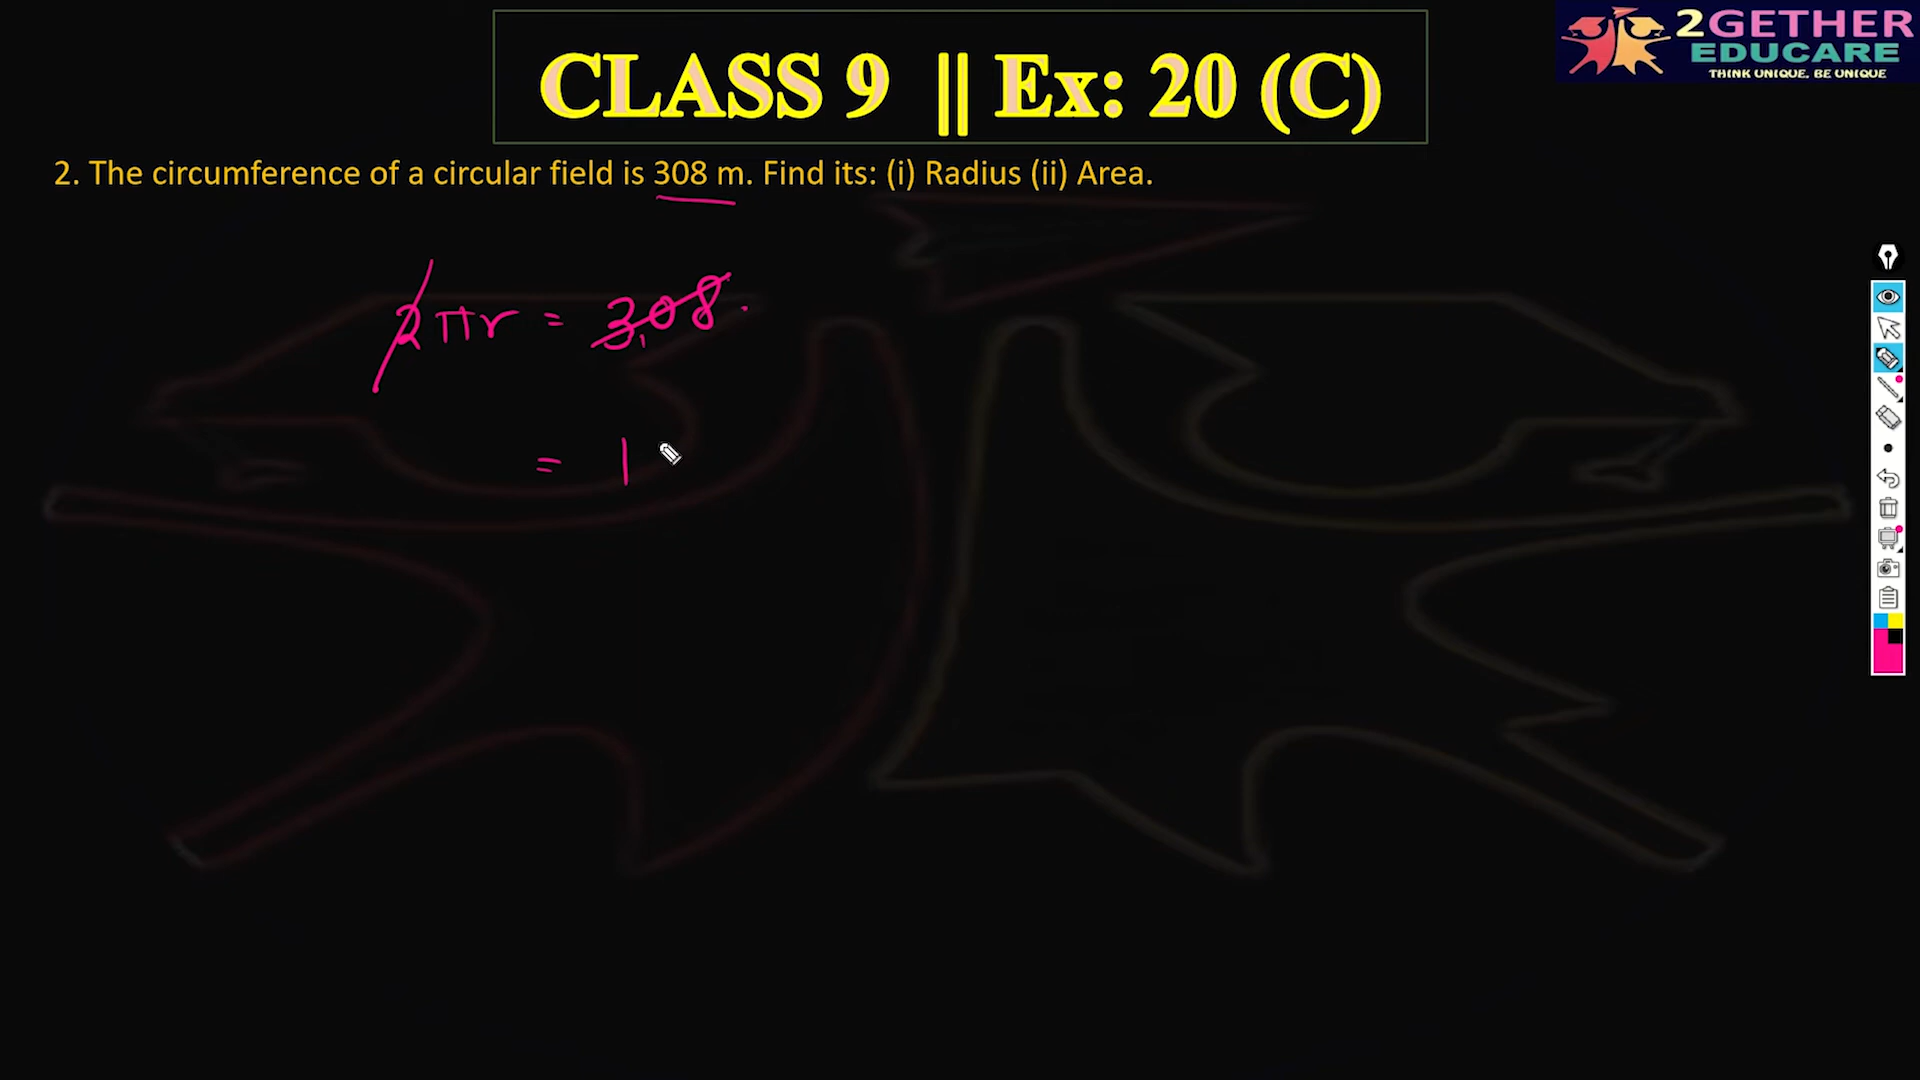 2GETHER
EDUCARE
THINK UNIQUE. BE UNIQUE
CLASS 9 || Ex: 20 (C)
2. The circumference of a circular field is 308 m. Find its: (i) Radius (ii) Area.
2πr = 308.
= 1